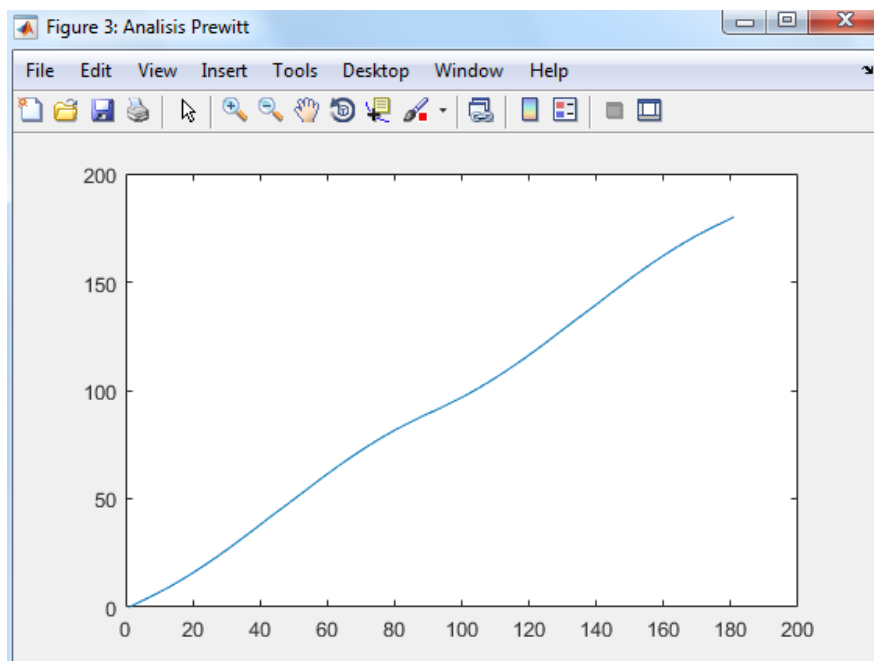 Figure 3: Analisis Prewitt
File Edit View Insert Tools Desktop Window Help
200
150
100
50
0
0 20 40 60 80 100 120 140 160 180 200